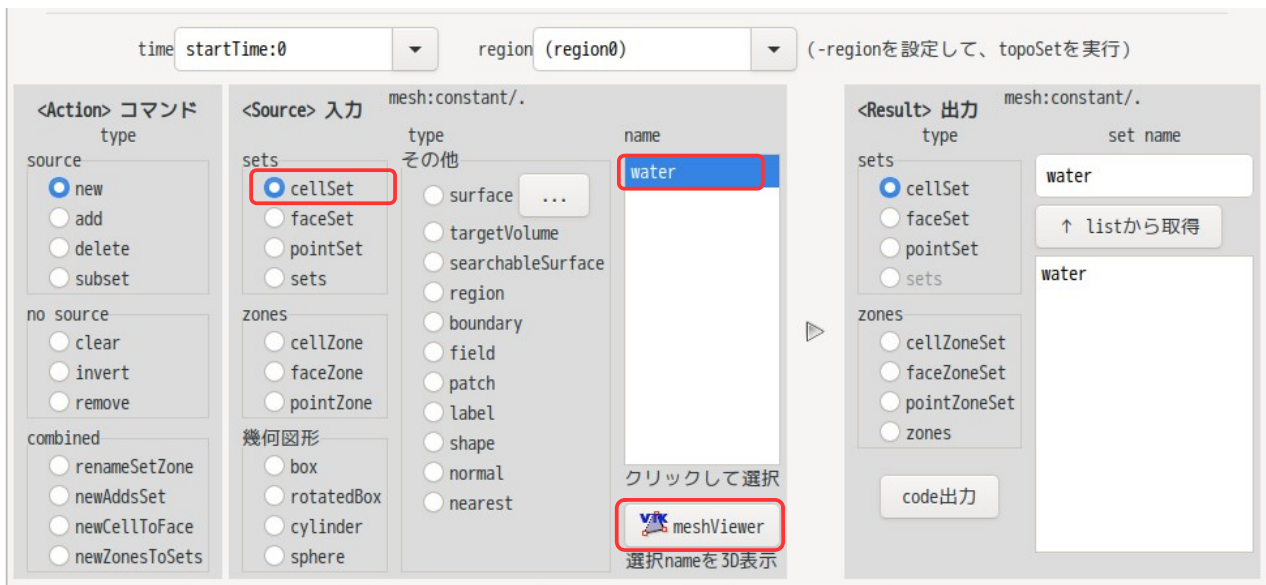 time startTime:0 region (region0) (-regionを設定して、topoSetを実行)
<Action> コマンド
type
source
new
add
delete
subset
no source
clear
invert
remove
combined
renameSetZone
newAddsSet
newCellToFace
newZonesToSets
<Source> 入力
mesh:constant/.
type
sets
cellSet
faceSet
pointSet
sets
zones
cellZone
faceZone
pointZone
幾何図形
box
rotatedBox
cylinder
sphere
その他
surface ...
targetVolume
searchableSurface
region
boundary
field
patch
label
shape
normal
nearest
name
water
クリックして選択
VTK meshViewer
選択nameを3D表示
<Result> 出力
mesh:constant/.
type
sets
cellSet
faceSet
pointSet
sets
zones
cellZoneSet
faceZoneSet
pointZoneSet
zones
code出力
set name
water
↑ listから取得
water